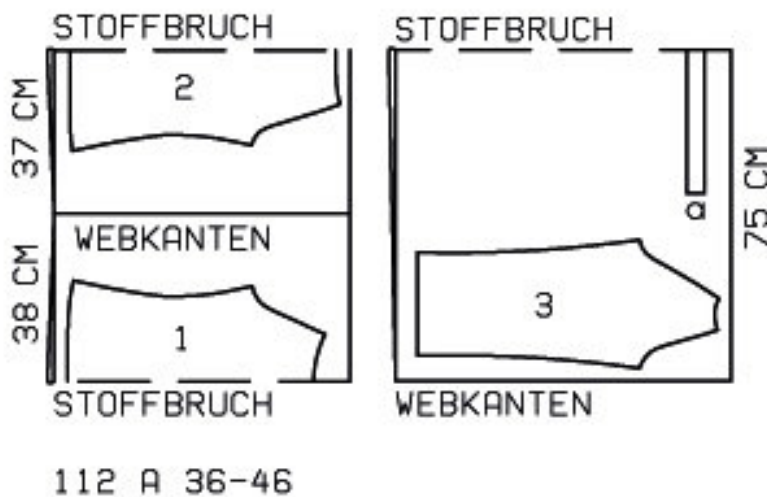 STOFFBRUCH
2
37 CM
WEBKANTEN
38 CM
1
STOFFBRUCH
STOFFBRUCH
a
75 CM
3
WEBKANTEN
112 A 36-46